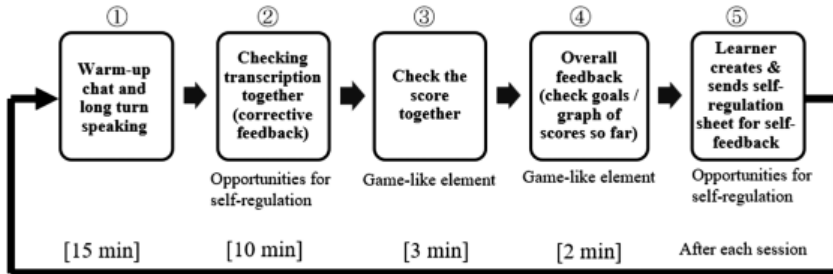 ①
②
③
④
⑤
Warm-up
chat and
long turn
speaking
Checking
transcription
together
(corrective
feedback)
Check the
score
together
Overall
feedback
(check goals /
graph of
scores so far)
Learner
creates &
sends self-
regulation
sheet for self-
feedback
Opportunities for
self-regulation
Game-like element
Game-like element
Opportunities for
self-regulation
[15 min]
[10 min]
[3 min]
[2 min]
After each session